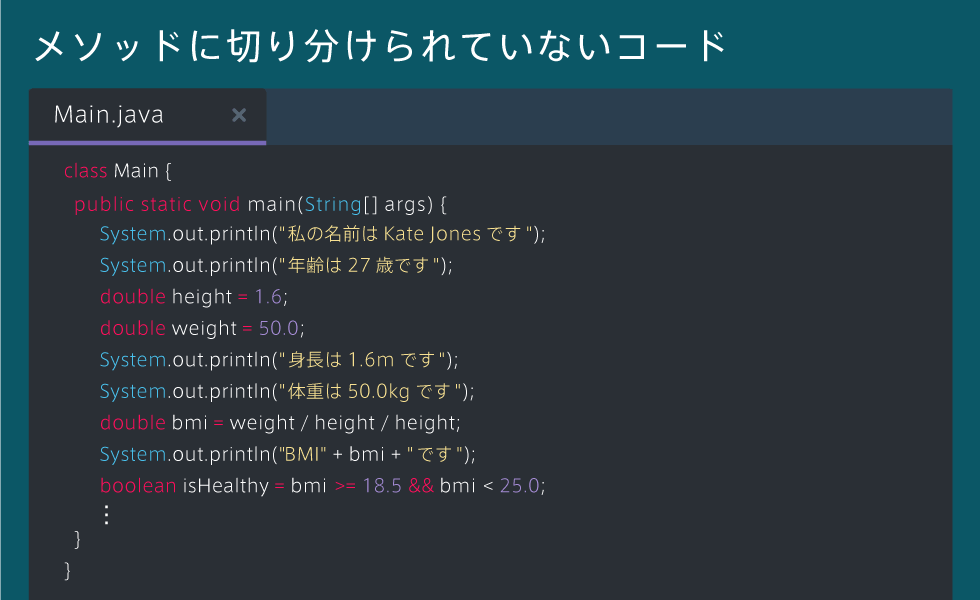 メソッドに切り分けられていないコード
Main.java ×
class Main {
public static void main(String[] args) {
System.out.println("私の名前は Kate Jones です");
System.out.println("年齢は 27 歳です");
double height = 1.6;
double weight = 50.0;
System.out.println("身長は 1.6m です");
System.out.println("体重は 50.0kg です");
double bmi = weight / height / height;
System.out.println("BMI" + bmi + "です");
boolean isHealthy = bmi >= 18.5 && bmi < 25.0;
⋮
}
}